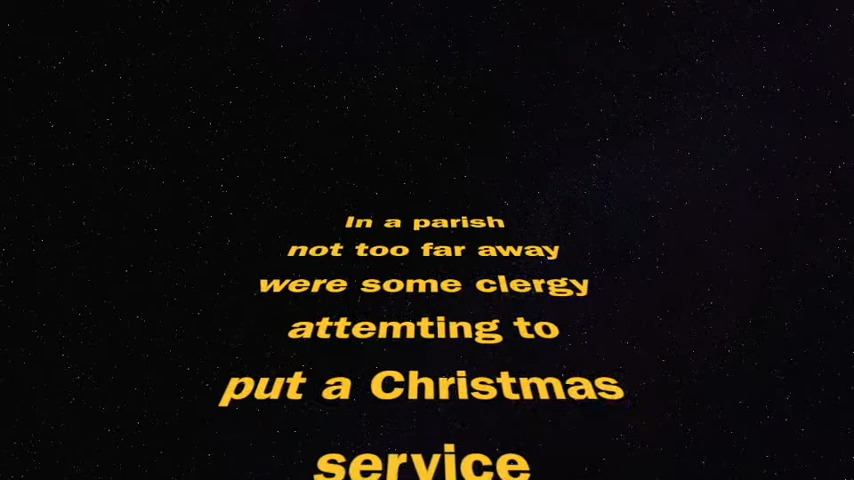 In a parish
not too far away
were some clergy
attemting to
put a Christmas
service